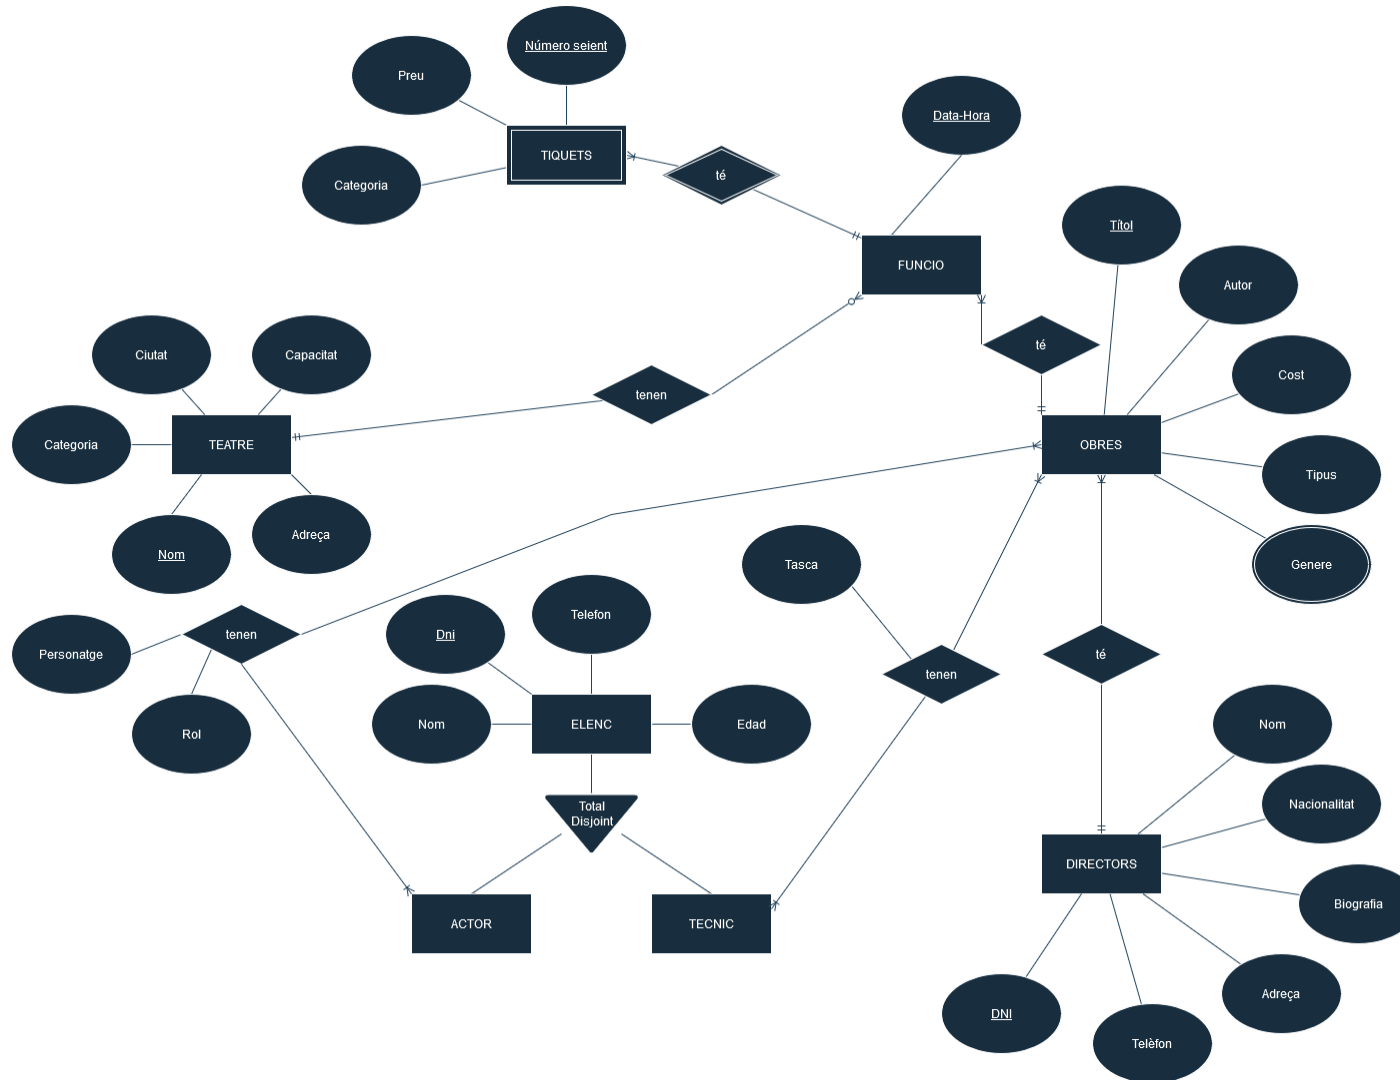 Número seient
Preu
Data-Hora
TIQUETS
té
Categoria
Títol
FUNCIO
Autor
té
Ciutat
Capacitat
Cost
tenen
Categoria
TEATRE
OBRES
Tipus
Nom
Adreça
Tasca
Genere
Telefon
Dni
tenen
Personatge
té
tenen
Rol
Nom
ELENC
Edad
Nom
Total
Disjoint
Nacionalitat
DIRECTORS
Biografia
ACTOR
TECNIC
Adreça
DNI
Telèfon